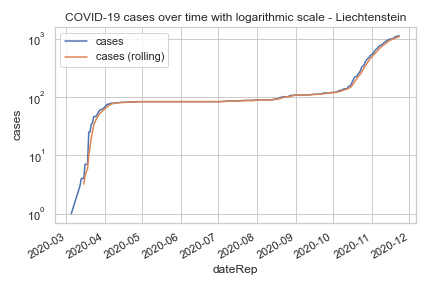 COVID-19 cases over time with logarithmic scale - Liechtenstein
cases
cases (rolling)
10³
10²
10¹
10⁰
cases
2020-03
2020-04
2020-05
2020-06
2020-07
2020-08
2020-09
2020-10
2020-11
2020-12
dateRep